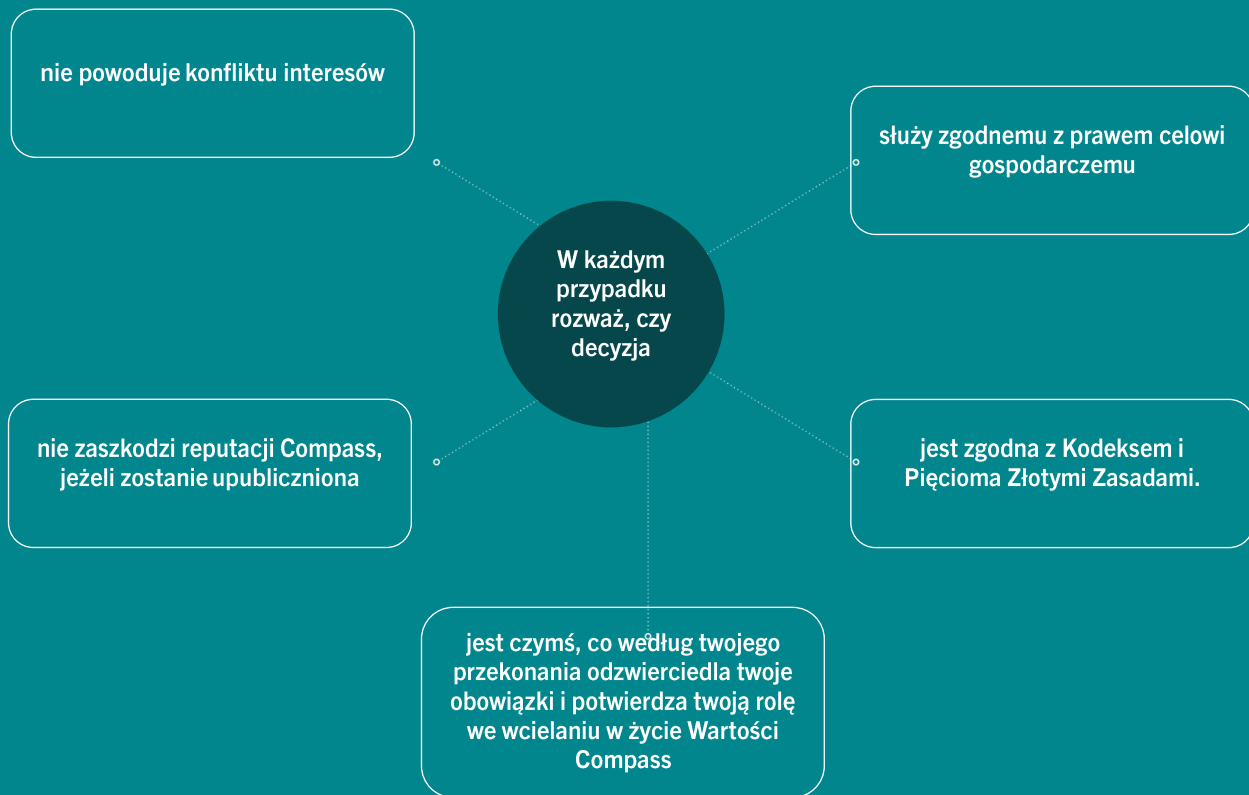 nie powoduje konfliktu interesów
służy zgodnemu z prawem celowi
gospodarczemu
W każdym
przypadku
rozważ, czy
decyzja
nie zaszkodzi reputacji Compass,
jeżeli zostanie upubliczniona
jest zgodna z Kodeksem i
Pięcioma Złotymi Zasadami.
jest czymś, co według twojego
przekonania odzwierciedla twoje
obowiązki i potwierdza twoją rolę
we wcielaniu w życie Wartości
Compass